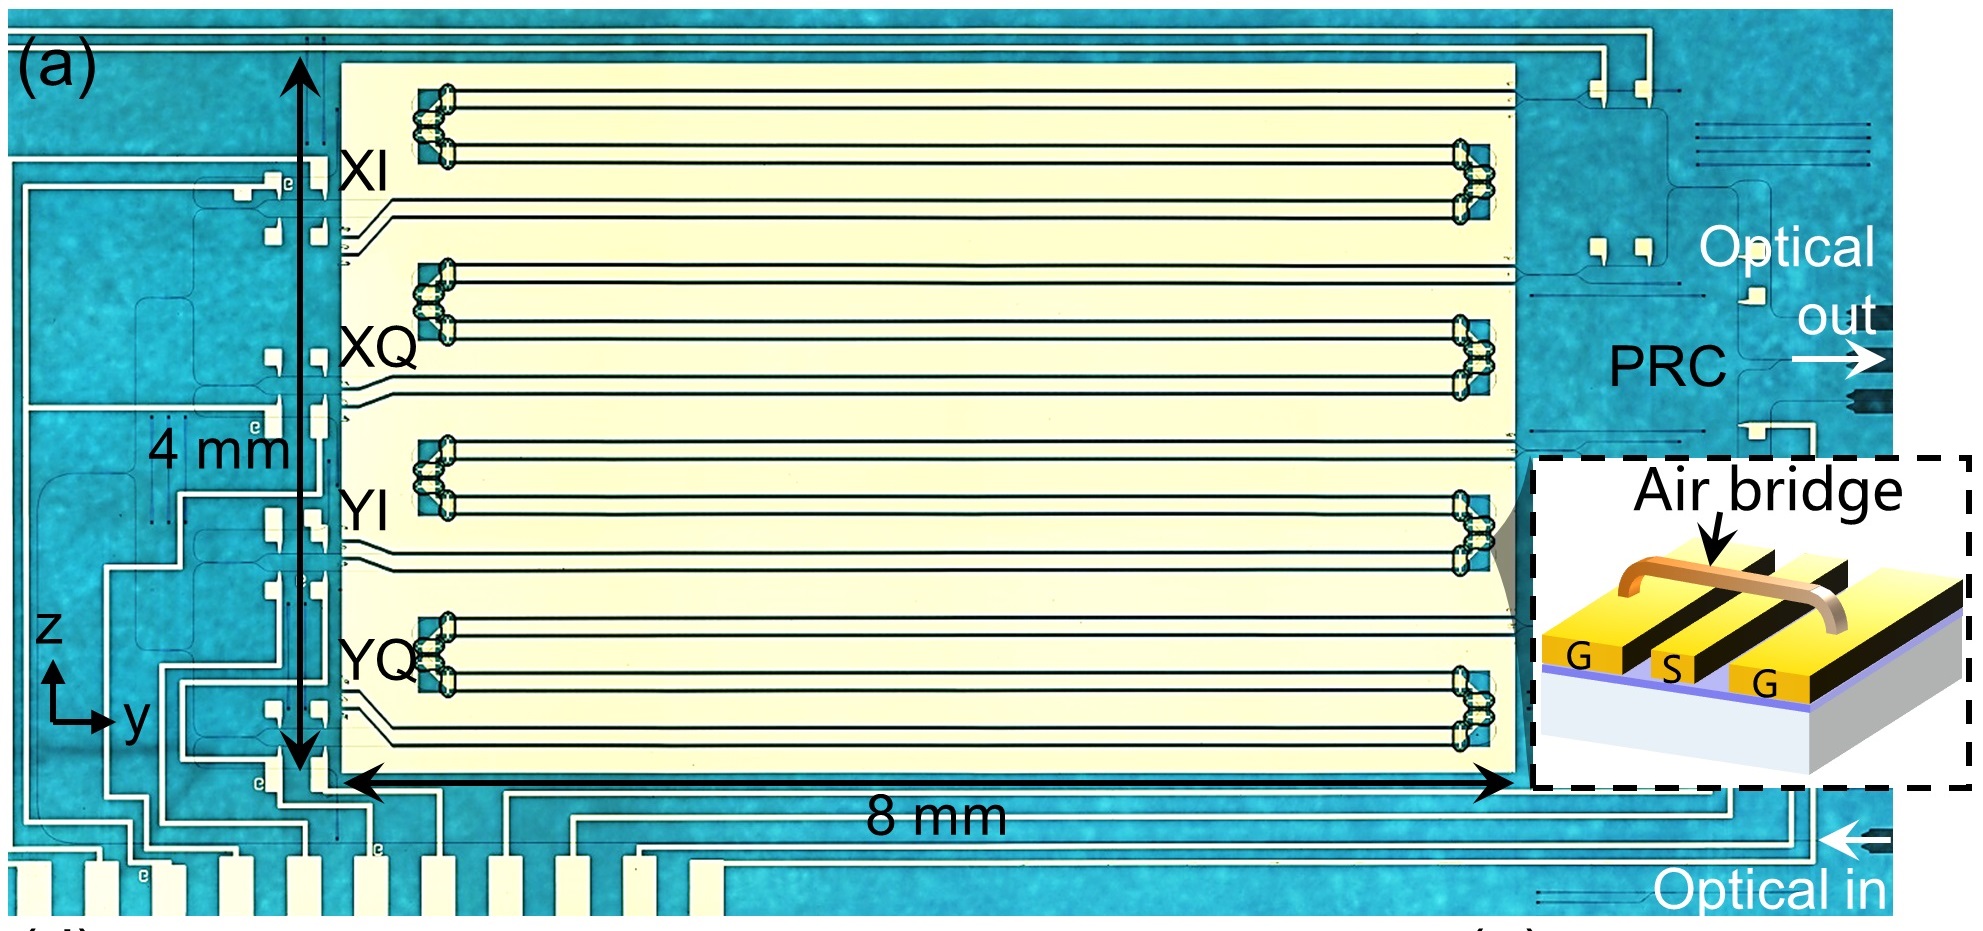 (a)
XI
XQ
YI
YQ
4 mm
8 mm
z
y
Optical
out
PRC
Air bridge
G
S
G
Optical in